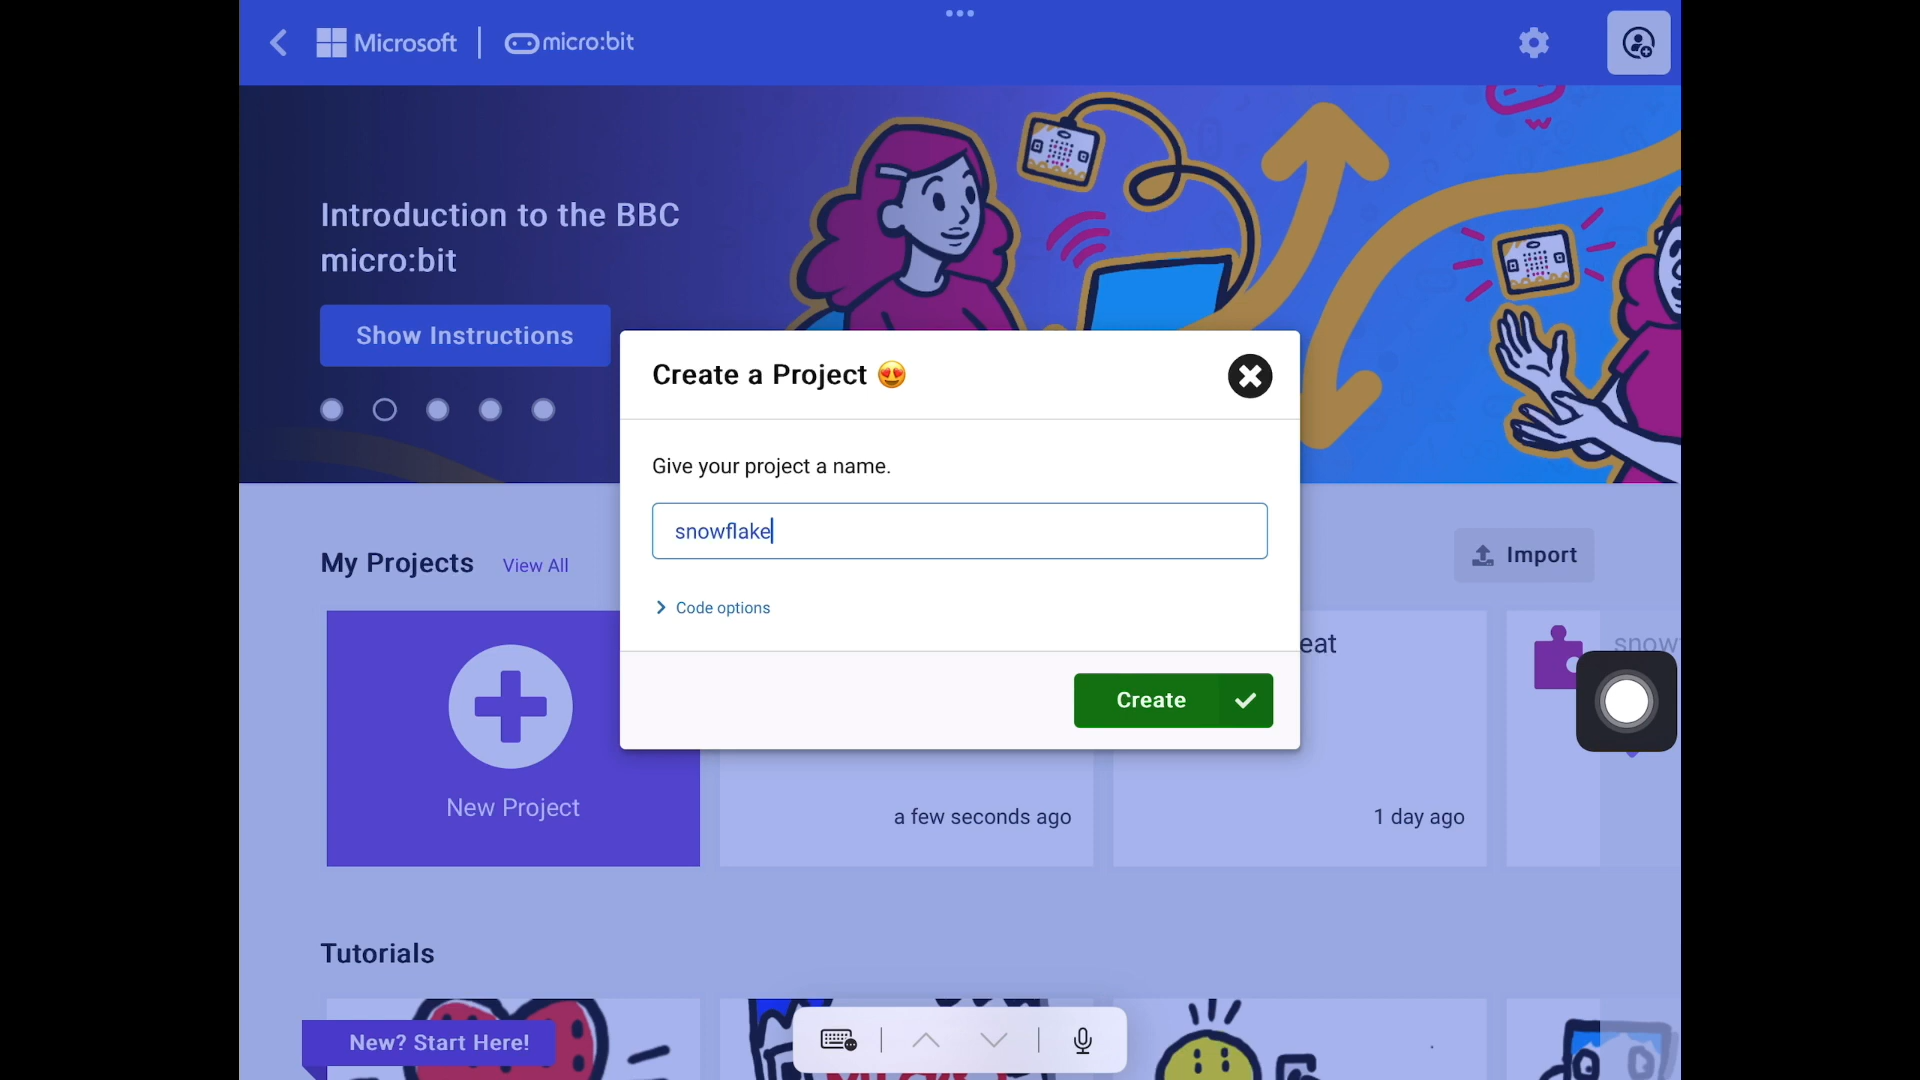 Microsoft | micro:bit
Introduction to the BBC
micro:bit
Show Instructions
Create a Project 😍
Give your project a name.
snowflake
Code options
Create
My Projects View All
Import
New Project
eat
snow
a few seconds ago
1 day ago
Tutorials
New? Start Here!